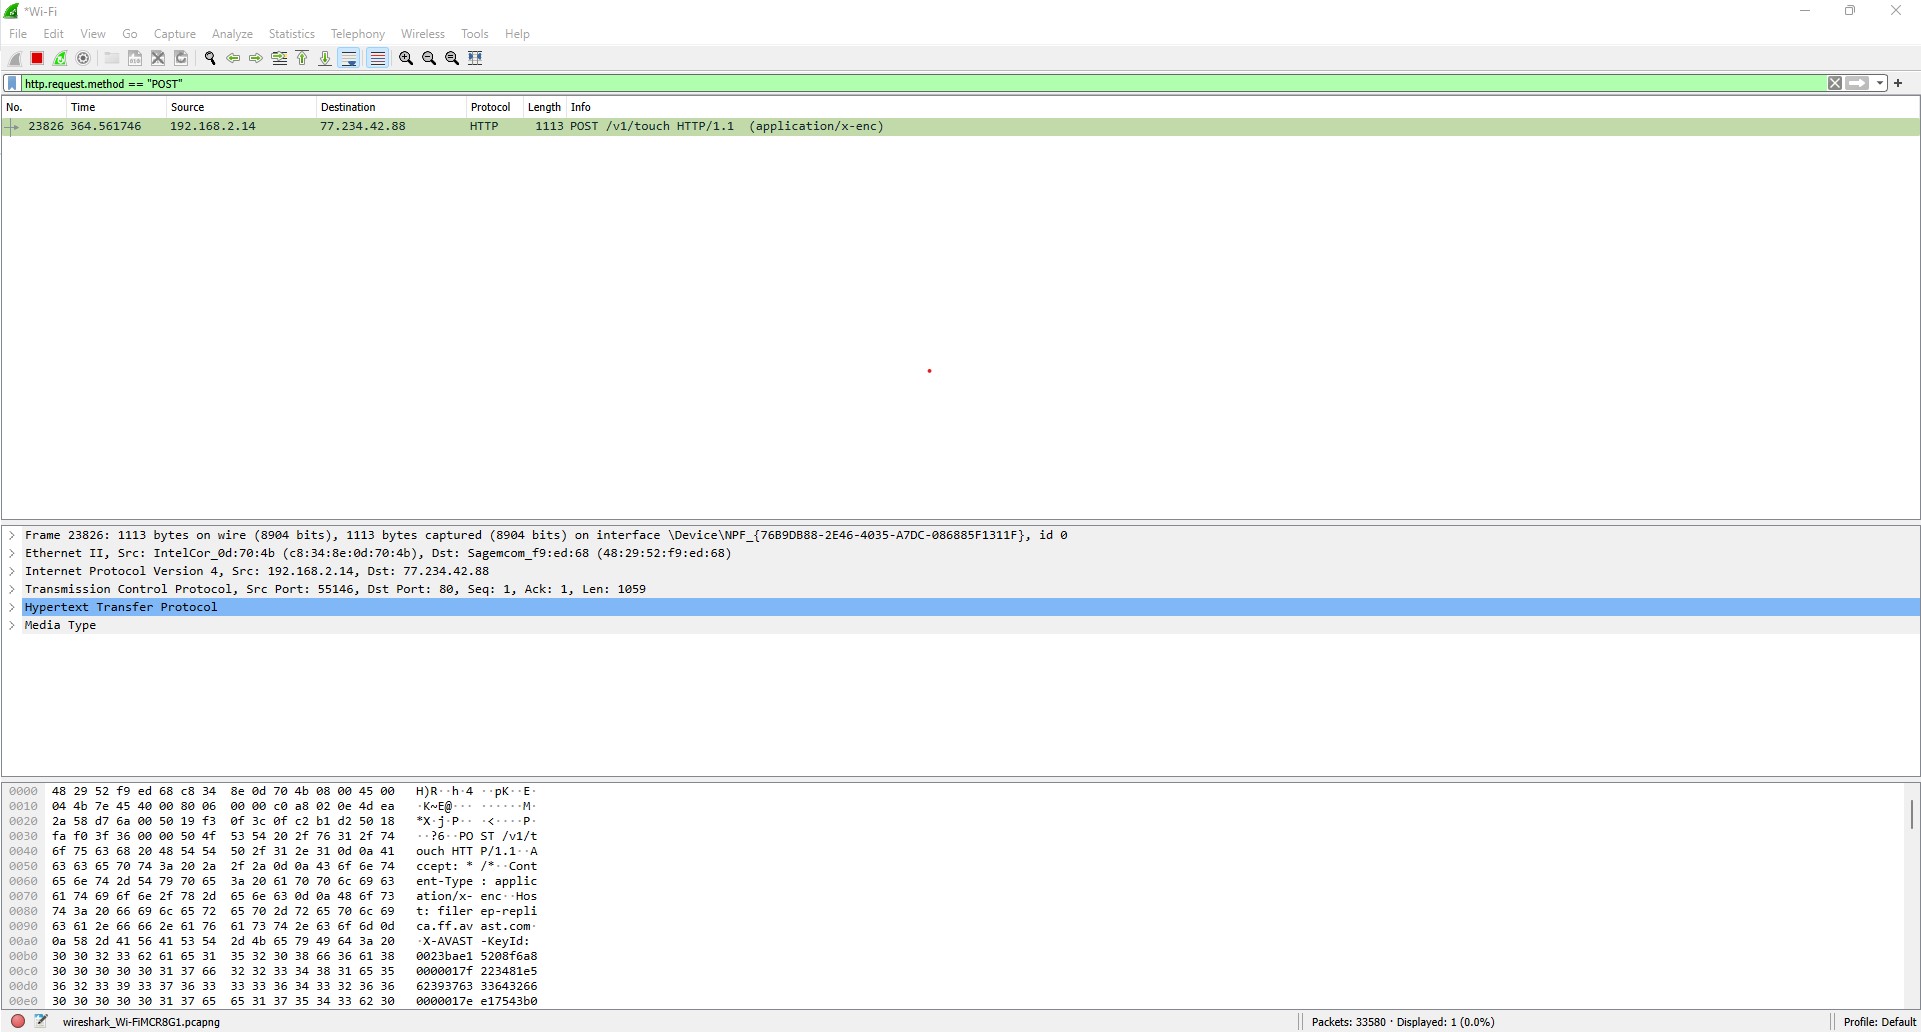 *Wi-Fi
File Edit View Go Capture Analyze Statistics Telephony Wireless Tools Help
http.request.method == "POST"
+
No. Time Source Destination Protocol Length Info
23826 364.561746 192.168.2.14 77.234.42.88 HTTP 1113 POST /v1/touch HTTP/1.1 (application/x-enc)
> Frame 23826: 1113 bytes on wire (8904 bits), 1113 bytes captured (8904 bits) on interface \Device\NPF_{76B9DB88-2E46-4035-A7DC-086885F1311F}, id 0
> Ethernet II, Src: IntelCor_0d:70:4b (c8:34:8e:0d:70:4b), Dst: Sagemcom_f9:ed:68 (48:29:52:f9:ed:68)
> Internet Protocol Version 4, Src: 192.168.2.14, Dst: 77.234.42.88
> Transmission Control Protocol, Src Port: 55146, Dst Port: 80, Seq: 1, Ack: 1, Len: 1059
> Hypertext Transfer Protocol
> Media Type
0000 48 29 52 f9 ed 68 c8 34 8e 0d 70 4b 08 00 45 00 H)R··h·4 ··pK··E·
0010 04 4b 7e 45 40 00 80 06 00 00 c0 a8 02 0e 4d ea ·K~E@··· ······M·
0020 2a 58 d7 6a 00 50 19 f3 0f 3c 0f c2 b1 d2 50 18 *X·j·P·· ·<····P·
0030 fa f0 3f 36 00 00 50 4f 53 54 20 2f 76 31 2f 74 ··?6··PO ST /v1/t
0040 6f 75 63 68 20 48 54 54 50 2f 31 2e 31 0d 0a 41 ouch HTT P/1.1··A
0050 63 63 65 70 74 3a 20 2a 2f 2a 0d 0a 43 6f 6e 74 ccept: * /*··Cont
0060 65 6e 74 2d 54 79 70 65 3a 20 61 70 70 6c 69 63 ent-Type : applic
0070 61 74 69 6f 6e 2f 78 2d 65 6e 63 0d 0a 48 6f 73 ation/x- enc··Hos
0080 74 3a 20 66 69 6c 65 72 65 70 2d 72 65 70 6c 69 t: filer ep-repli
0090 63 61 2e 66 66 2e 61 76 61 73 74 2e 63 6f 6d 0d ca.ff.av ast.com·
00a0 0a 58 2d 41 56 41 53 54 2d 4b 65 79 49 64 3a 20 ·X-AVAST -KeyId: 
00b0 30 30 32 33 62 61 65 31 35 32 30 38 66 36 61 38 0023bae1 5208f6a8
00c0 30 30 30 30 30 31 37 66 32 32 33 34 38 31 65 35 0000017f 223481e5
00d0 36 32 33 39 33 37 36 33 33 33 36 34 33 32 36 36 62393763 33643266
00e0 30 30 30 30 30 31 37 65 65 31 37 35 34 33 62 30 0000017e e17543b0
wireshark_Wi-FiMCR8G1.pcapng Packets: 33580 · Displayed: 1 (0.0%) Profile: Default